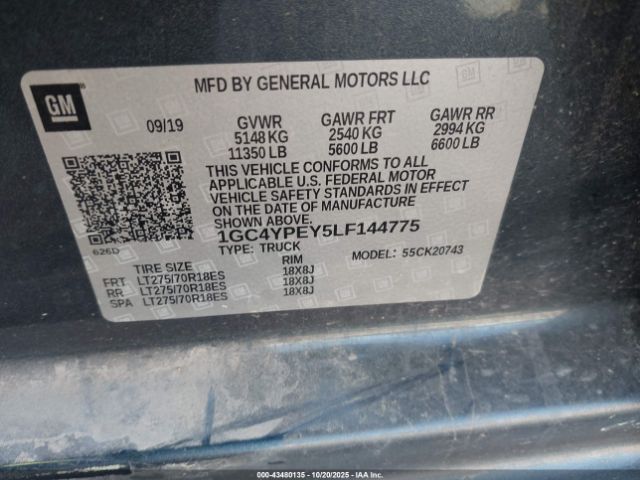 GM
MFD BY GENERAL MOTORS LLC
09/19 GVWR GAWR FRT GAWR RR
5148 KG 2540 KG 2994 KG
11350 LB 5600 LB 6600 LB
THIS VEHICLE CONFORMS TO ALL
APPLICABLE U.S. FEDERAL MOTOR
VEHICLE SAFETY STANDARDS IN EFFECT
ON THE DATE OF MANUFACTURE
SHOWN ABOVE.
1GC4YPEY5LF144775
626D
TYPE: TRUCK MODEL: 55CK20743
TIRE SIZE RIM
FRT LT275/70R18ES 18X8J
RR LT275/70R18ES 18X8J
SPA LT275/70R18ES 18X8J
000-43480135 - 10/20/2025 - IAAI.com